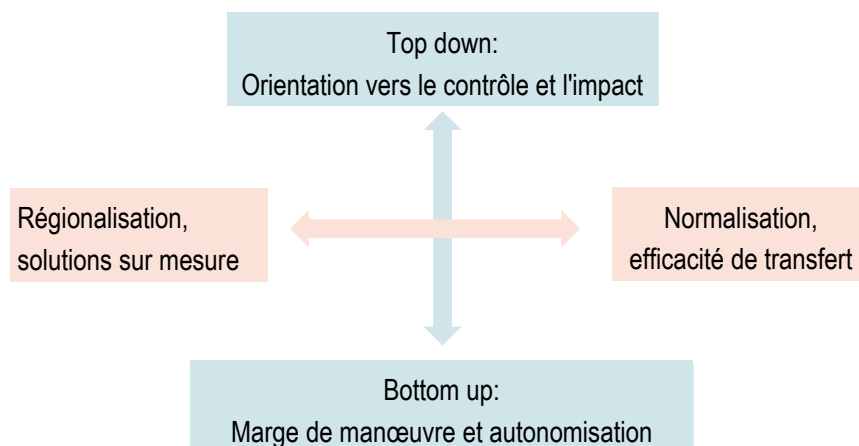 Top down:
Orientation vers le contrôle et l'impact
Régionalisation,
solutions sur mesure
Normalisation,
efficacité de transfert
Bottom up:
Marge de manœuvre et autonomisation